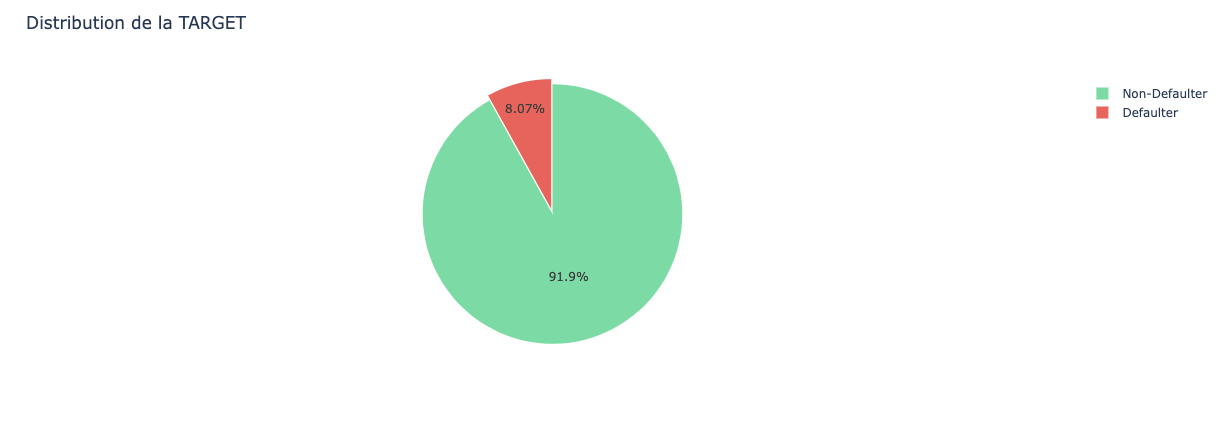 Distribution de la TARGET
Non-Defaulter
Defaulter
8.07%
91.9%